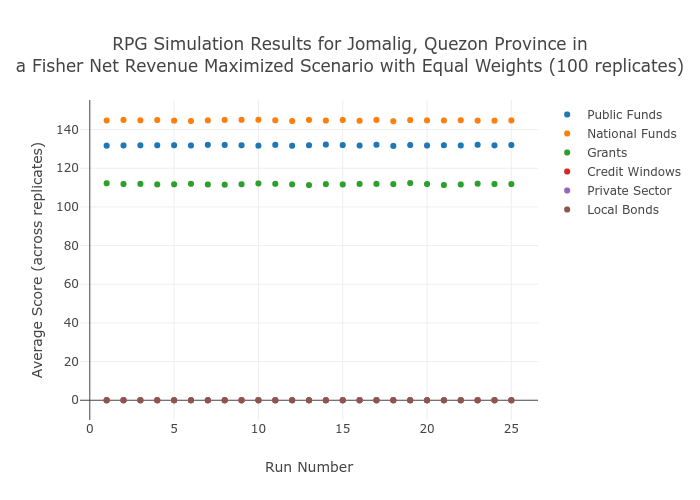 RPG Simulation Results for Jomalig, Quezon Province in
a Fisher Net Revenue Maximized Scenario with Equal Weights (100 replicates)
Public Funds
National Funds
Grants
Credit Windows
Private Sector
Local Bonds
Average Score (across replicates)
140
120
100
80
60
40
20
0
0 5 10 15 20 25
Run Number